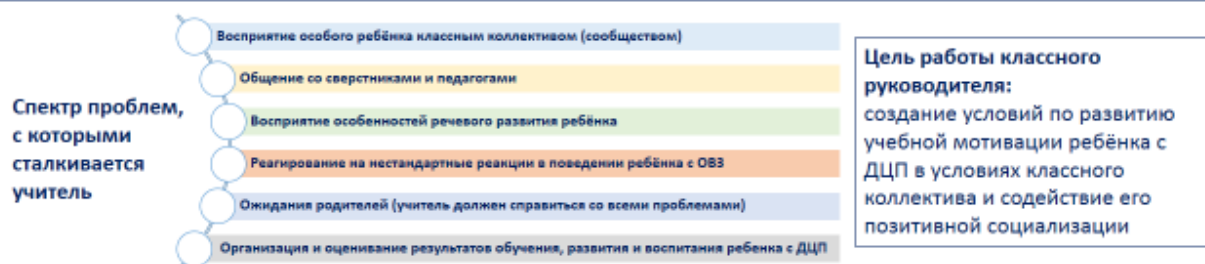 Спектр проблем,
с которыми
сталкивается
учитель
Восприятие особого ребёнка классным коллективом (сообществом)
Общение со сверстниками и педагогами
Восприятие особенностей речевого развития ребёнка
Реагирование на нестандартные реакции в поведении ребёнка с ОВЗ
Ожидания родителей (учитель должен справиться со всеми проблемами)
Организация и оценивание результатов обучения, развития и воспитания ребенка с ДЦП
Цель работы классного
руководителя:
создание условий по развитию
учебной мотивации ребёнка с
ДЦП в условиях классного
коллектива и содействие его
позитивной социализации